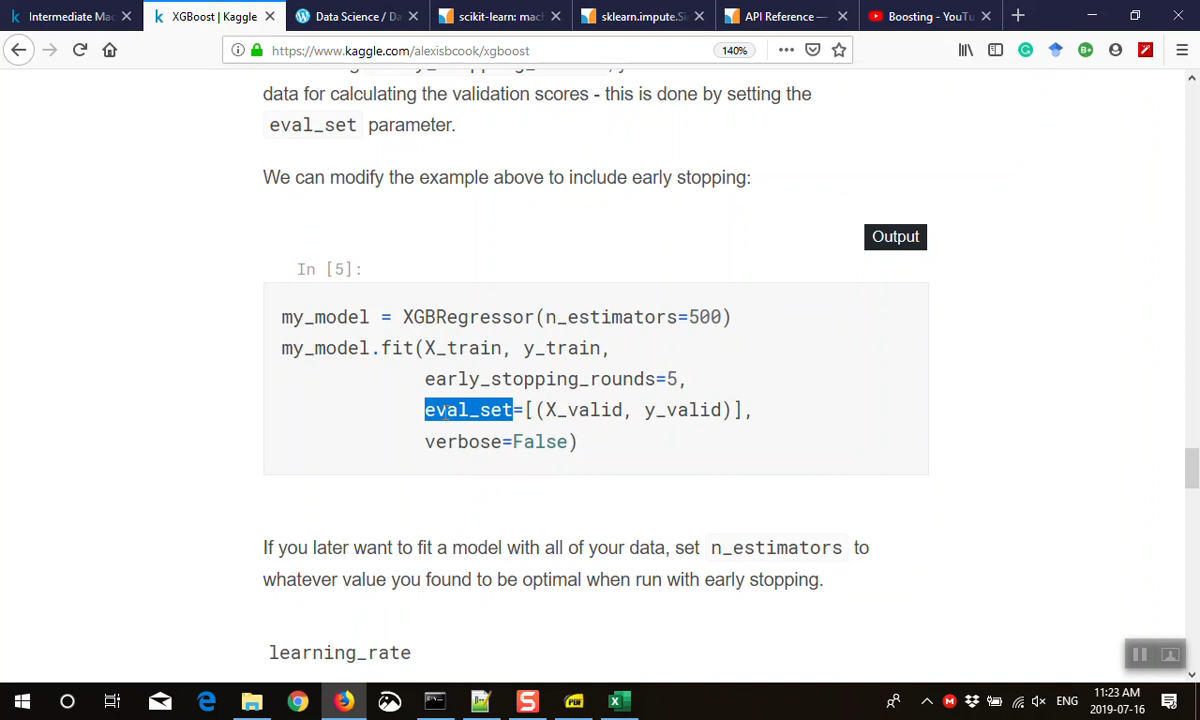 Intermediate Mac
XGBoost | Kaggle
Data Science / Da
scikit-learn: mach
sklearn.impute.Si
API Reference —
Boosting - YouTu
https://www.kaggle.com/alexisbcook/xgboost
140%
data for calculating the validation scores - this is done by setting the
eval_set parameter.
We can modify the example above to include early stopping:
Output
In [5]:
my_model = XGBRegressor(n_estimators=500)
my_model.fit(X_train, y_train,
early_stopping_rounds=5,
eval_set=[(X_valid, y_valid)],
verbose=False)
If you later want to fit a model with all of your data, set n_estimators to
whatever value you found to be optimal when run with early stopping.
learning_rate
ENG
11:23 AM
2019-07-16